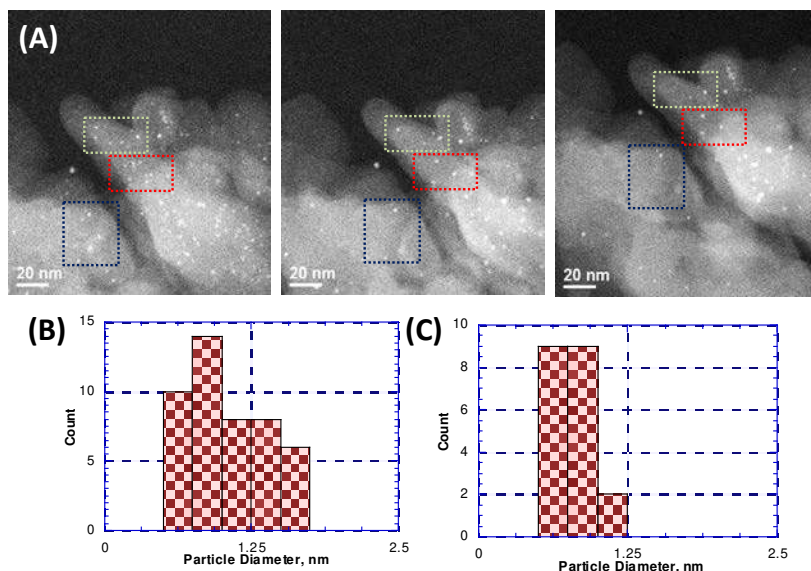 (A)
20 nm
20 nm
20 nm
(B)
15
10
5
0
Count
0
1.25
2.5
Particle Diameter, nm
(C)
10
8
6
4
2
0
Count
0
1.25
2.5
Particle Diameter, nm